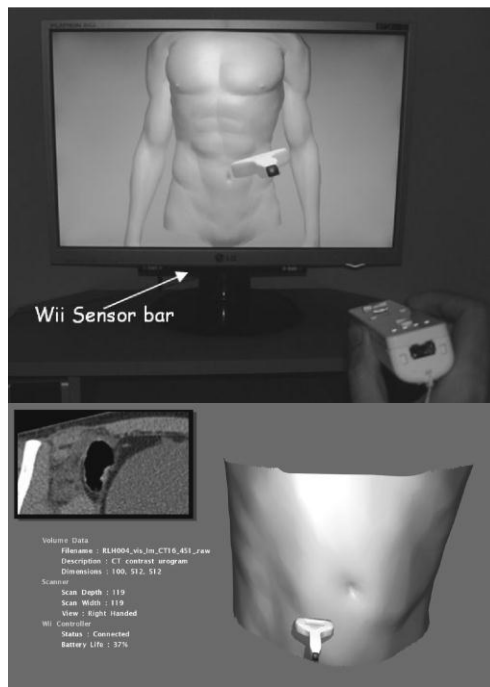 LG
Wii Sensor bar
Volume Data
Filename : RLH004_vis_Im_CT16_451_raw
Description : CT contrast urogram
Dimensions : 100, 512, 512
Scanner
Scan Depth : 119
Scan Width : 119
View : Right Handed
Wii Controller
Status : Connected
Battery Life : 37%